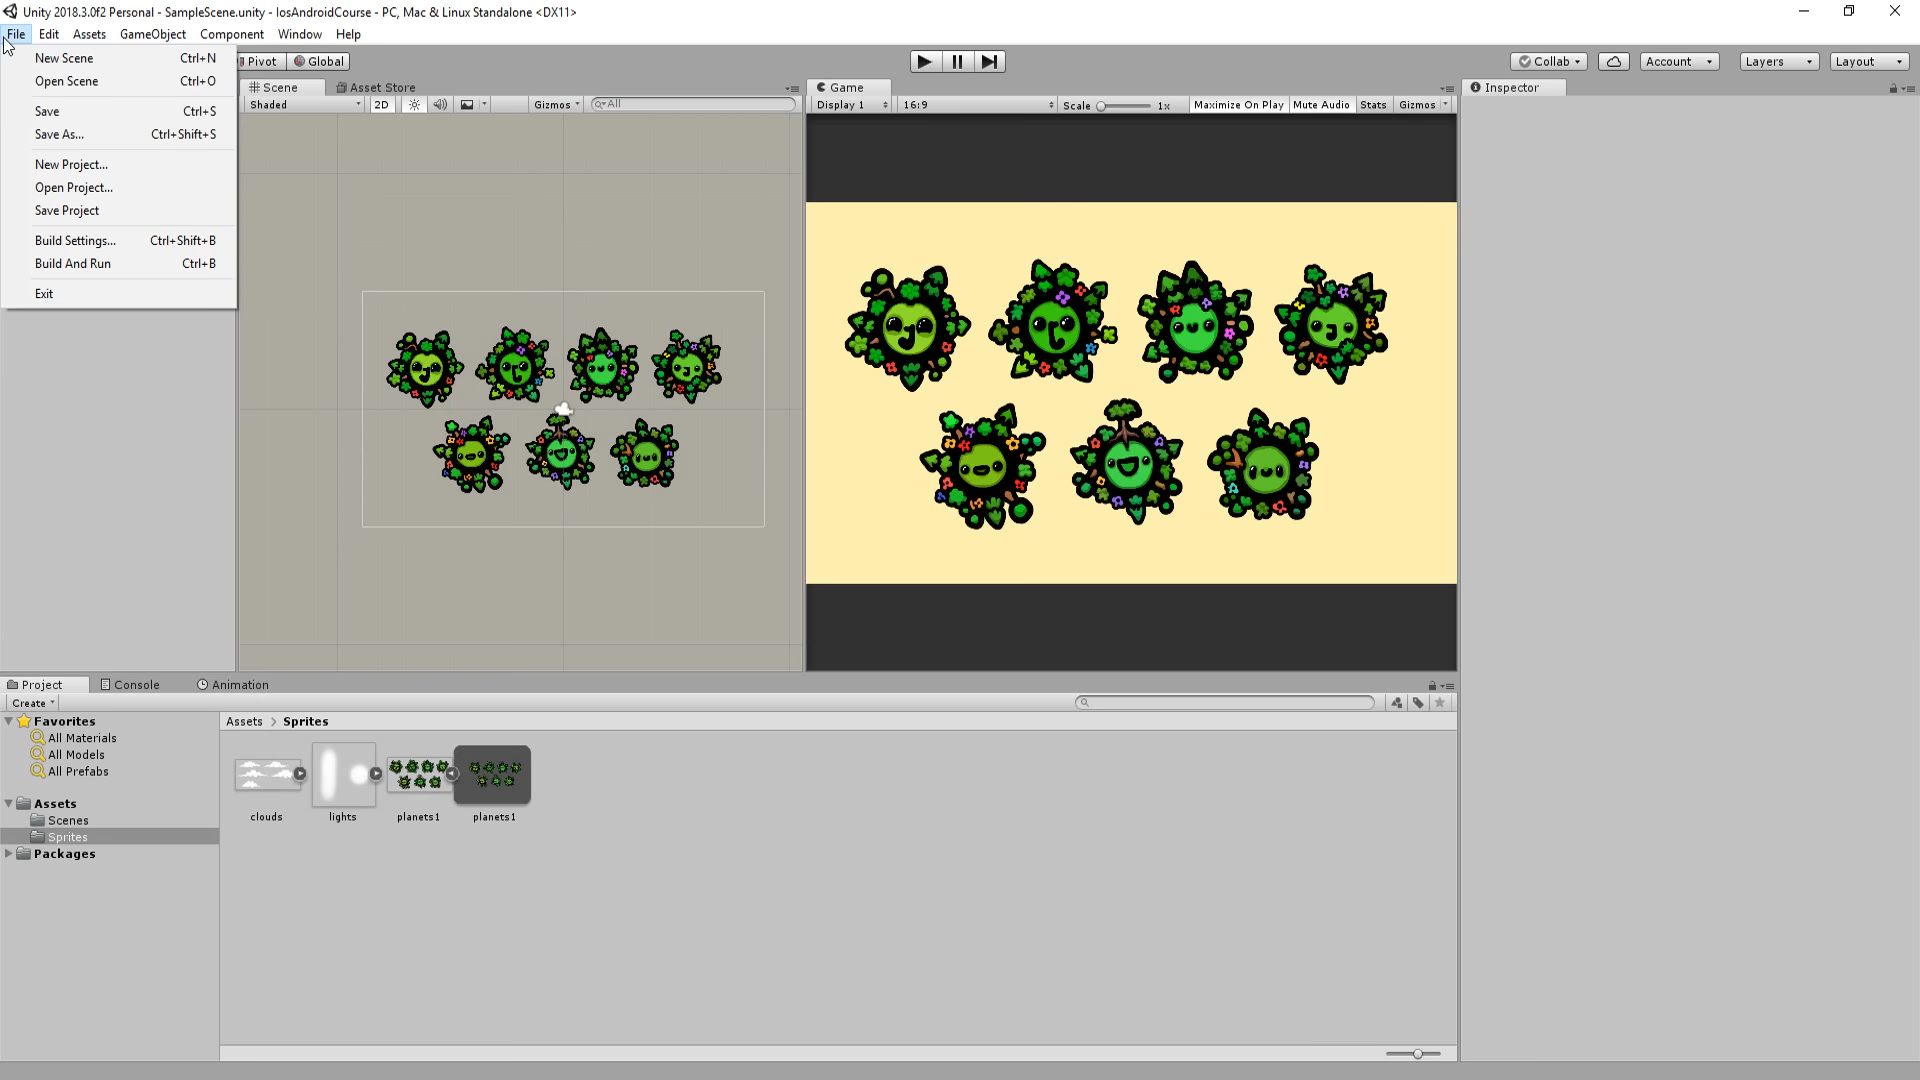 Unity 2018.3.0f2 Personal - SampleScene.unity - IosAndroidCourse - PC, Mac & Linux Standalone <DX11>
File Edit Assets GameObject Component Window Help
New Scene Ctrl+N
Open Scene Ctrl+O
Save Ctrl+S
Save As... Ctrl+Shift+S
New Project...
Open Project...
Save Project
Build Settings... Ctrl+Shift+B
Build And Run Ctrl+B
Exit
Pivot Global
Collab Account Layers Layout
Scene Asset Store
Shaded 2D Gizmos All
Game
Display 1 16:9 Scale 1x Maximize On Play Mute Audio Stats Gizmos
Inspector
Project Console Animation
Create
Favorites
All Materials
All Models
All Prefabs
Assets
Scenes
Sprites
Packages
Assets > Sprites
clouds lights planets1 planets1